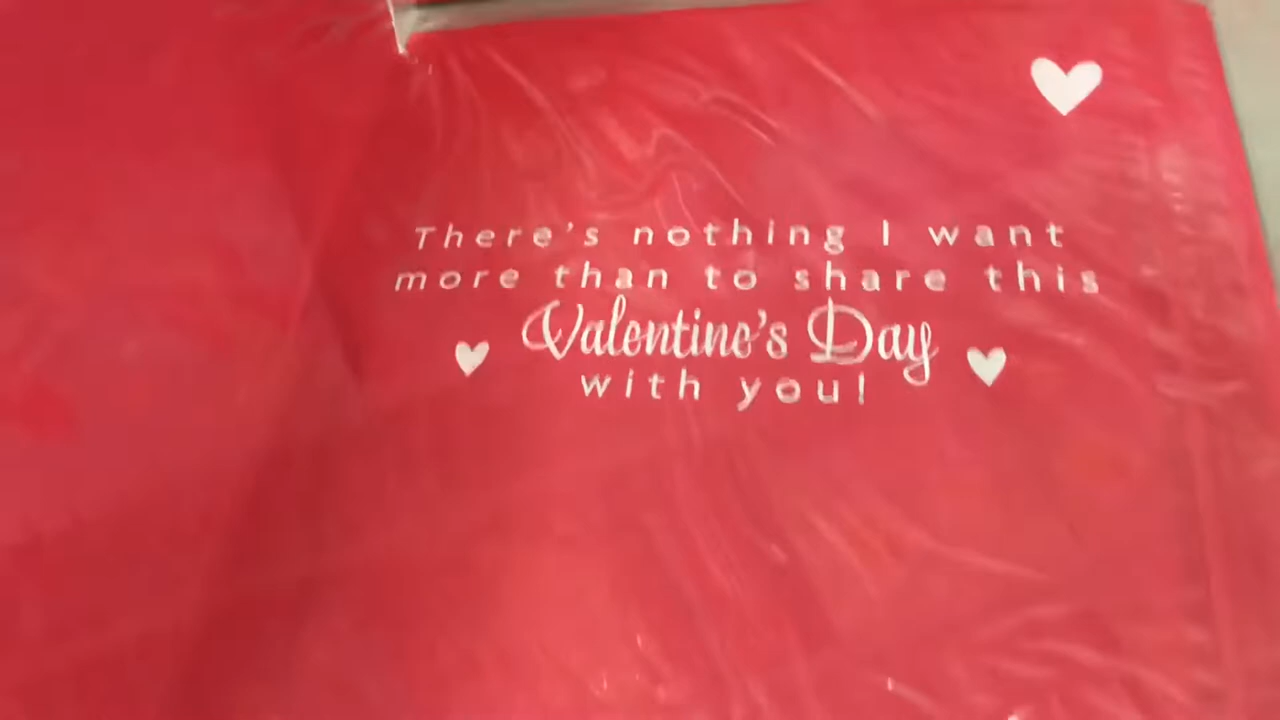 There's nothing I want
more than to share this
Valentine's Day
with you!